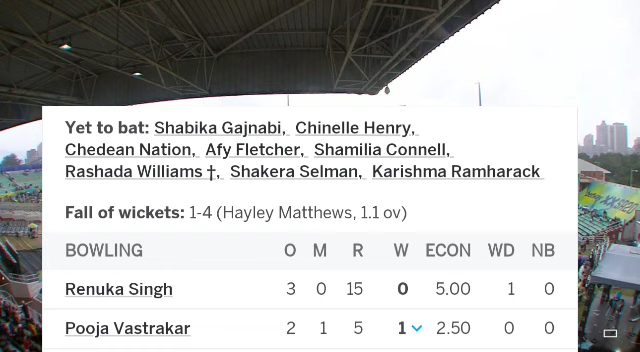 Yet to bat: Shabika Gajnabi, Chinelle Henry,
Chedean Nation, Afy Fletcher, Shamilia Connell,
Rashada Williams †, Shakera Selman, Karishma Ramharack
Fall of wickets: 1-4 (Hayley Matthews, 1.1 ov)
BOWLING O M R W ECON WD NB
Renuka Singh 3 0 15 0 5.00 1 0
Pooja Vastrakar 2 1 5 1 2.50 0 0